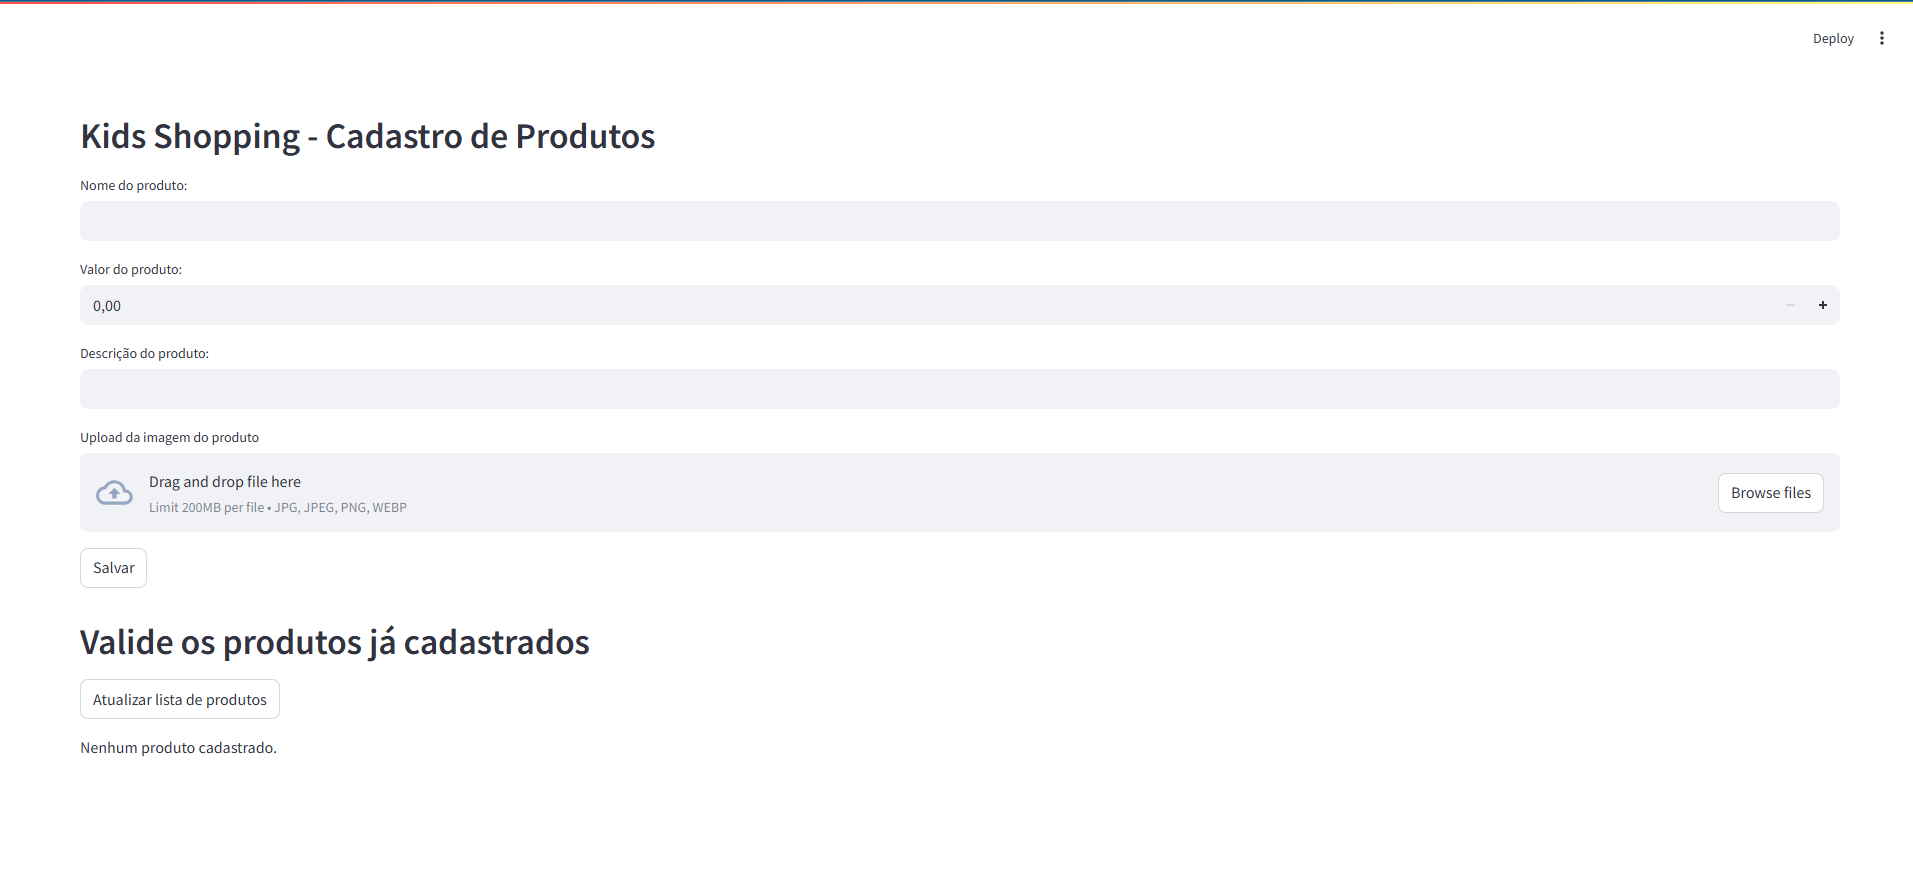 Deploy
Kids Shopping - Cadastro de Produtos
Nome do produto:
Valor do produto:
0,00
Descrição do produto:
Upload da imagem do produto
Drag and drop file here
Limit 200MB per file • JPG, JPEG, PNG, WEBP
Browse files
Salvar
Valide os produtos já cadastrados
Atualizar lista de produtos
Nenhum produto cadastrado.